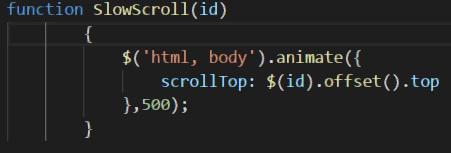 function SlowScroll(id)
{
$('html, body').animate({
scrollTop: $(id).offset().top
},500);
}